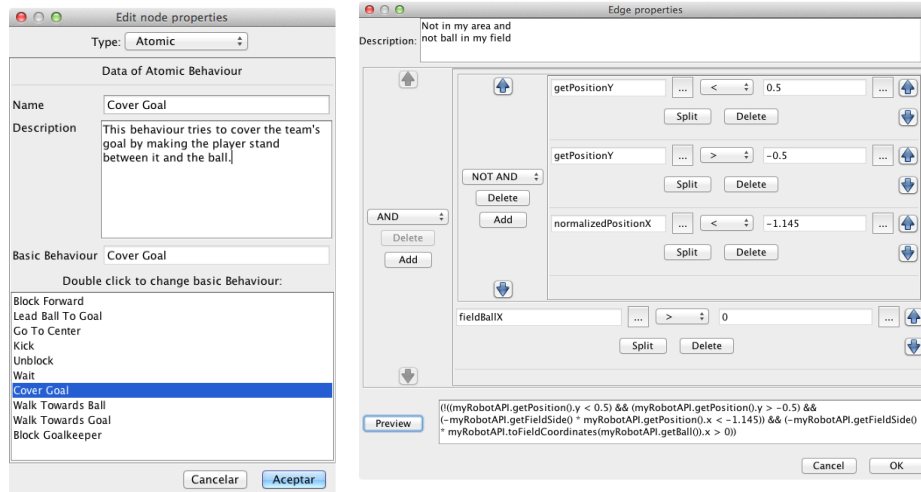 Edit node properties
Type: Atomic
Data of Atomic Behaviour
Name Cover Goal
Description This behaviour tries to cover the team's
goal by making the player stand
between it and the ball.
Basic Behaviour Cover Goal
Double click to change basic Behaviour:
Block Forward
Lead Ball To Goal
Go To Center
Kick
Unblock
Wait
Cover Goal
Walk Towards Ball
Walk Towards Goal
Block Goalkeeper
Cancelar Aceptar
Edge properties
Description: Not in my area and
not ball in my field
AND
Delete
Add
NOT AND
Delete
Add
getPositionY ... < 0.5 ...
Split Delete
getPositionY ... > -0.5 ...
Split Delete
normalizedPositionX ... < -1.145 ...
Split Delete
fieldBallX ... > 0 ...
Split Delete
Preview
(!((myRobotAPI.getPosition().y < 0.5) && (myRobotAPI.getPosition().y > -0.5) &&
(-myRobotAPI.getFieldSide() * myRobotAPI.getPosition().x < -1.145)) && (-myRobotAPI.getFieldSide()
* myRobotAPI.toFieldCoordinates(myRobotAPI.getBall()).x > 0))
Cancel OK